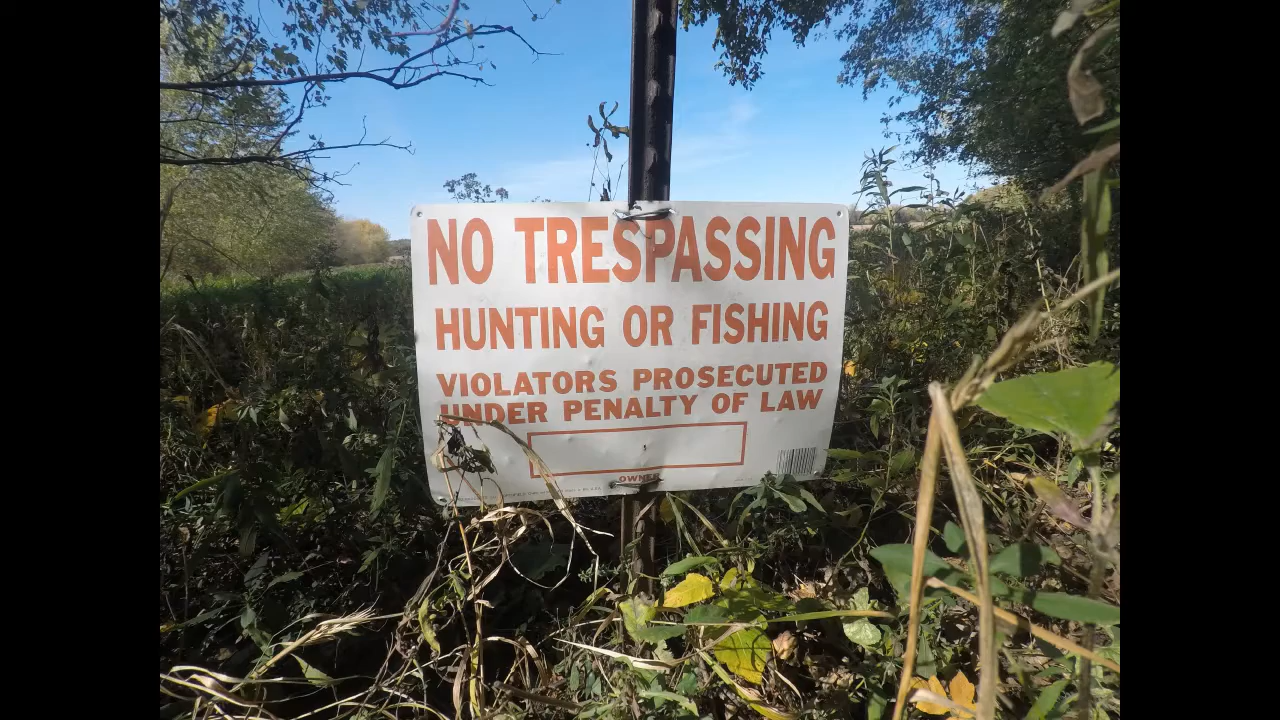 NO TRESPASSING
HUNTING OR FISHING
VIOLATORS PROSECUTED
UNDER PENALTY OF LAW
OWNER